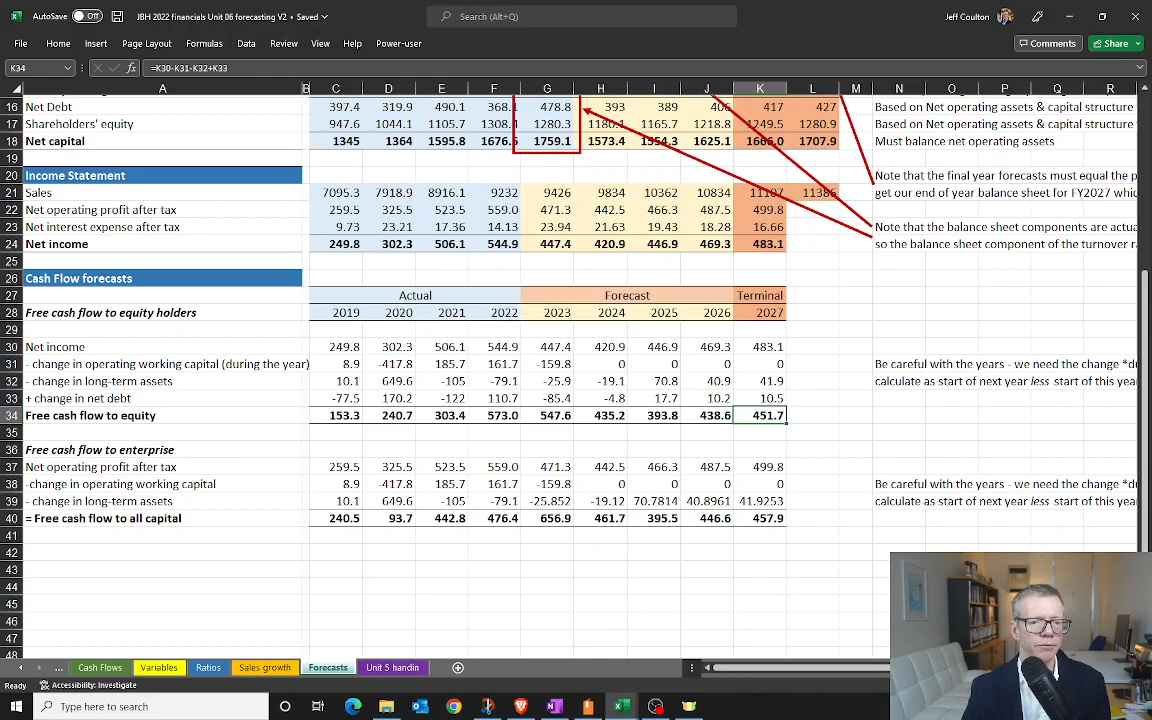 AutoSave Off JBH 2022 financials Unit 06 forecasting V2 • Saved Search (Alt+Q) Jeff Coulton
File Home Insert Page Layout Formulas Data Review View Help Power-user Comments Share
K34 fx =K30-K31-K32+K33
A B C D E F G H I J K L M N O P Q R
16 Net Debt 397.4 319.9 490.1 368. 478.8 393 389 406 417 427 Based on Net operating assets & capital structure
17 Shareholders' equity 947.6 1044.1 1105.7 1308. 1280.3 1180.1 1165.7 1218.8 1249.5 1280.9 Based on Net operating assets & capital structure
18 Net capital 1345 1364 1595.8 1676. 1759.1 1573.4 1554.3 1625.1 1666.0 1707.9 Must balance net operating assets
19
20 Income Statement Note that the final year forecasts must equal the p
21 Sales 7095.3 7918.9 8916.1 9232 9426 9834 10362 10834 11107 11386 get our end of year balance sheet for FY2027 whic
22 Net operating profit after tax 259.5 325.5 523.5 559.0 471.3 442.5 466.3 487.5 499.8
23 Net interest expense after tax 9.73 23.21 17.36 14.13 23.94 21.63 19.43 18.28 16.66 Note that the balance sheet components are actua
24 Net income 249.8 302.3 506.1 544.9 447.4 420.9 446.9 469.3 483.1 so the balance sheet component of the turnover ra
25
26 Cash Flow forecasts
27 Actual Forecast Terminal
28 Free cash flow to equity holders 2019 2020 2021 2022 2023 2024 2025 2026 2027
29
30 Net income 249.8 302.3 506.1 544.9 447.4 420.9 446.9 469.3 483.1
31 - change in operating working capital (during the year) 8.9 -417.8 185.7 161.7 -159.8 0 0 0 0 Be careful with the years - we need the change *du
32 - change in long-term assets 10.1 649.6 -105 -79.1 -25.9 -19.1 70.8 40.9 41.9 calculate as start of next year less start of this yea
33 + change in net debt -77.5 170.2 -122 110.7 -85.4 -4.8 17.7 10.2 10.5
34 Free cash flow to equity 153.3 240.7 303.4 573.0 547.6 435.2 393.8 438.6 451.7
35
36 Free cash flow to enterprise
37 Net operating profit after tax 259.5 325.5 523.5 559.0 471.3 442.5 466.3 487.5 499.8
38 -change in operating working capital 8.9 -417.8 185.7 161.7 -159.8 0 0 0 0 Be careful with the years - we need the change *du
39 - change in long-term assets 10.1 649.6 -105 -79.1 -25.852 -19.12 70.7814 40.8961 41.9253 calculate as start of next year less start of this yea
40 = Free cash flow to all capital 240.5 93.7 442.8 476.4 656.9 461.7 395.5 446.6 457.9
41
42
43
44
45
46
47
48
... Cash Flows Variables Ratios Sales growth Forecasts Unit 5 handin
Ready Accessibility: Investigate
Type here to search